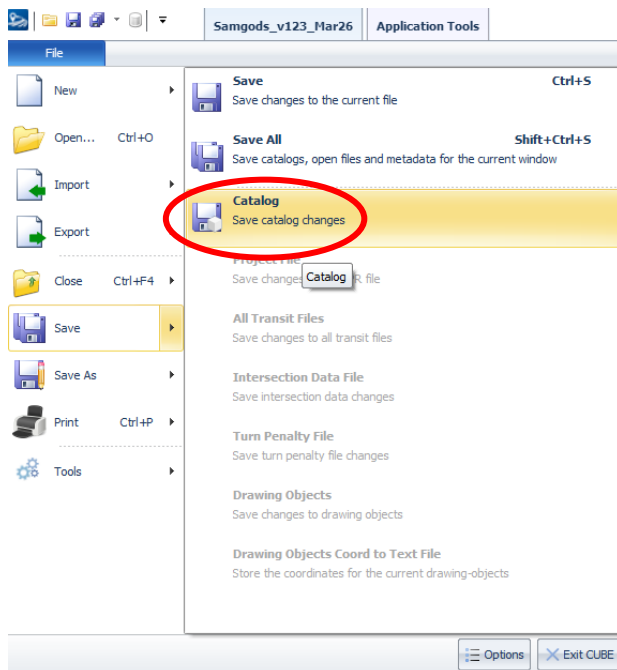 Samgods_v123_Mar26 Application Tools
File
New
Open... Ctrl+O
Import
Export
Close Ctrl+F4
Save
Save As
Print Ctrl+P
Tools
Save Ctrl+S
Save changes to the current file
Save All Shift+Ctrl+S
Save catalogs, open files and metadata for the current window
Catalog
Save catalog changes
Project File
Save changes R file
Catalog
All Transit Files
Save changes to all transit files
Intersection Data File
Save intersection data changes
Turn Penalty File
Save turn penalty file changes
Drawing Objects
Save changes to drawing objects
Drawing Objects Coord to Text File
Store the coordinates for the current drawing-objects
Options Exit CUBE